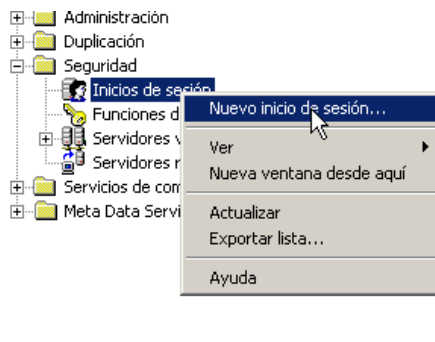 Administración
Duplicación
Seguridad
Inicios de sesión
Nuevo inicio de sesión...
Funciones d
Servidores v
Ver
Servidores r
Nueva ventana desde aquí
Servicios de com
Meta Data Servi
Actualizar
Exportar lista...
Ayuda